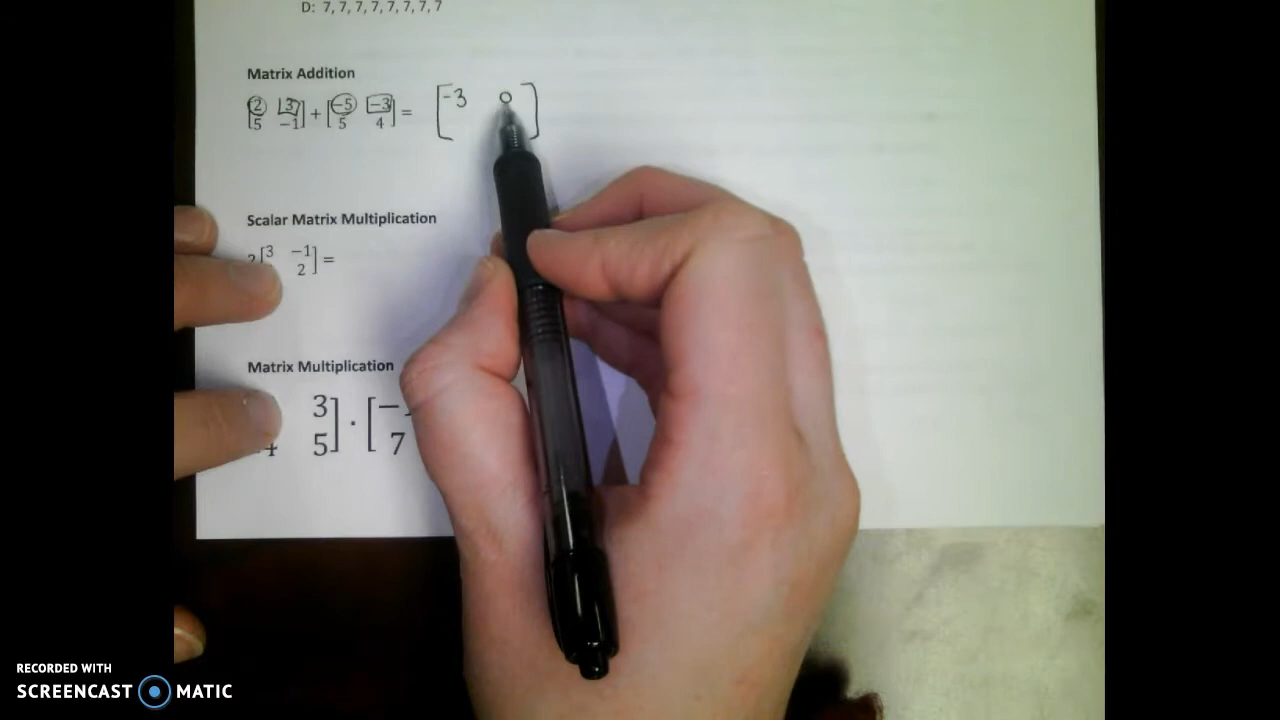 D: 7, 7, 7, 7, 7, 7, 7, 7
Matrix Addition
[2 3
5 -1] + [-5 -3
5 4] = [-3 0]
Scalar Matrix Multiplication
[3 -1
2] =
Matrix Multiplication
3
5] · [-
7
RECORDED WITH
SCREENCAST MATIC